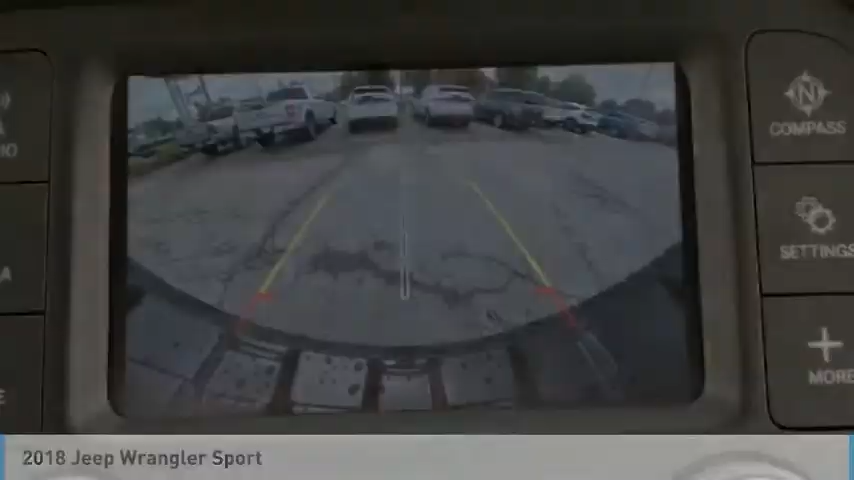 N
COMPASS
SETTINGS
MORE
2018 Jeep Wrangler Sport